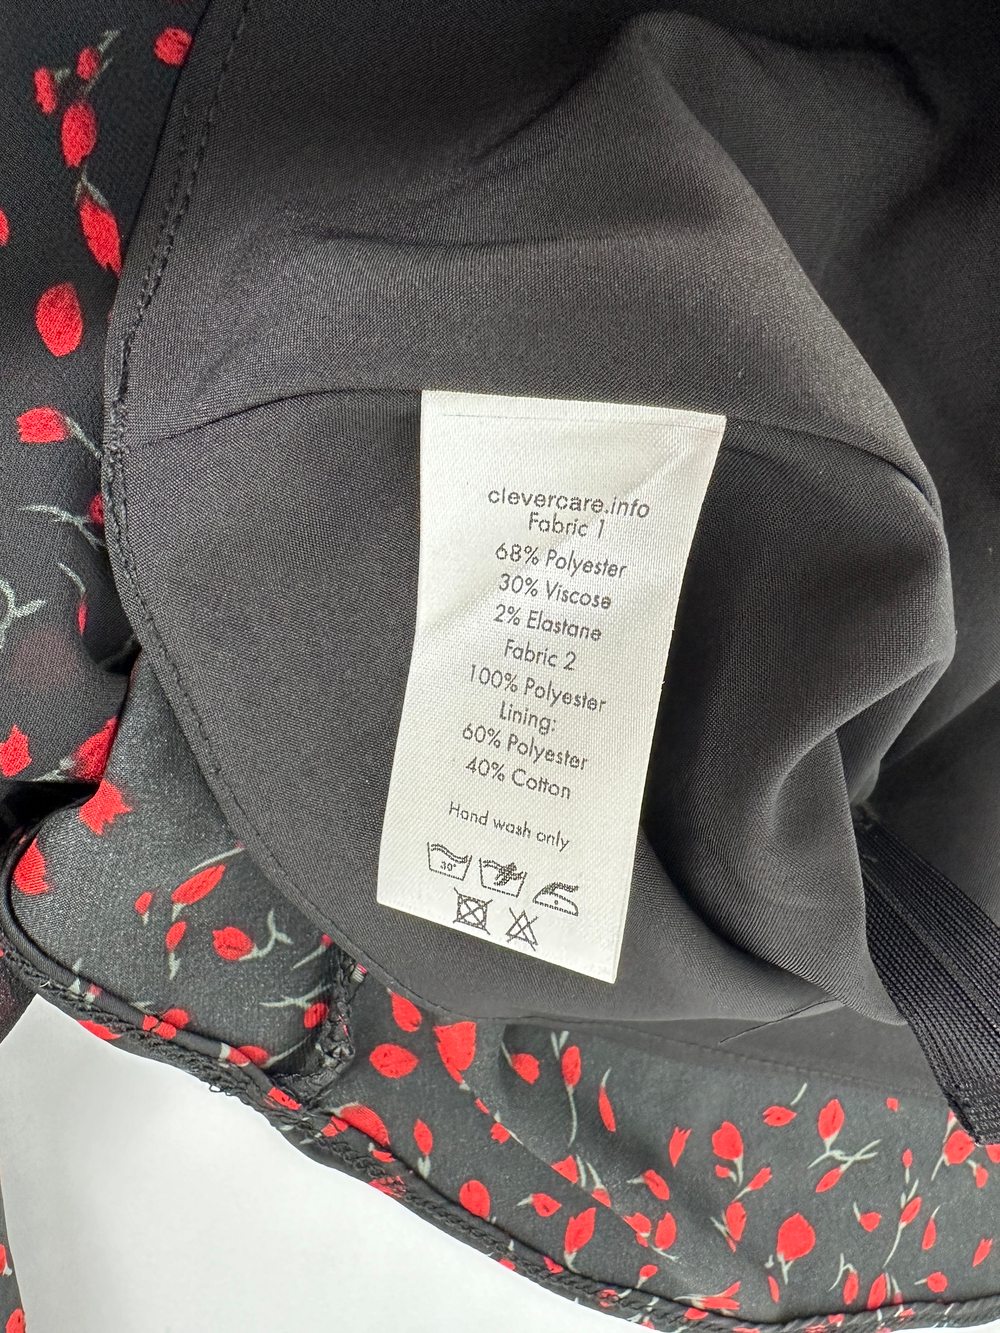 clevercare.info
Fabric 1
68% Polyester
30% Viscose
2% Elastane
Fabric 2
100% Polyester
Lining:
60% Polyester
40% Cotton
Hand wash only
30°